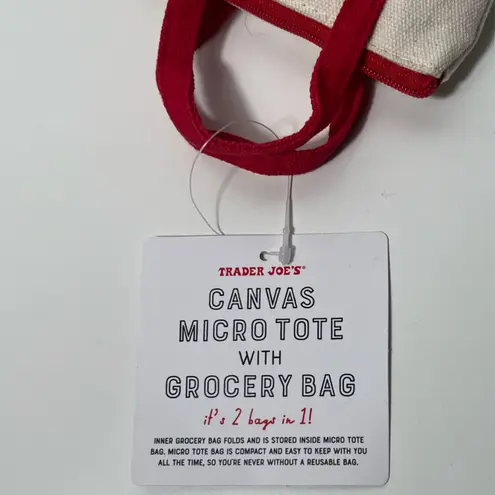 TRADER JOE'S®
CANVAS
MICRO TOTE
WITH
GROCERY BAG
it's 2 bags in 1!
INNER GROCERY BAG FOLDS AND IS STORED INSIDE MICRO TOTE
BAG. MICRO TOTE BAG IS COMPACT AND EASY TO KEEP WITH YOU
ALL THE TIME, SO YOU'RE NEVER WITHOUT A REUSABLE BAG.